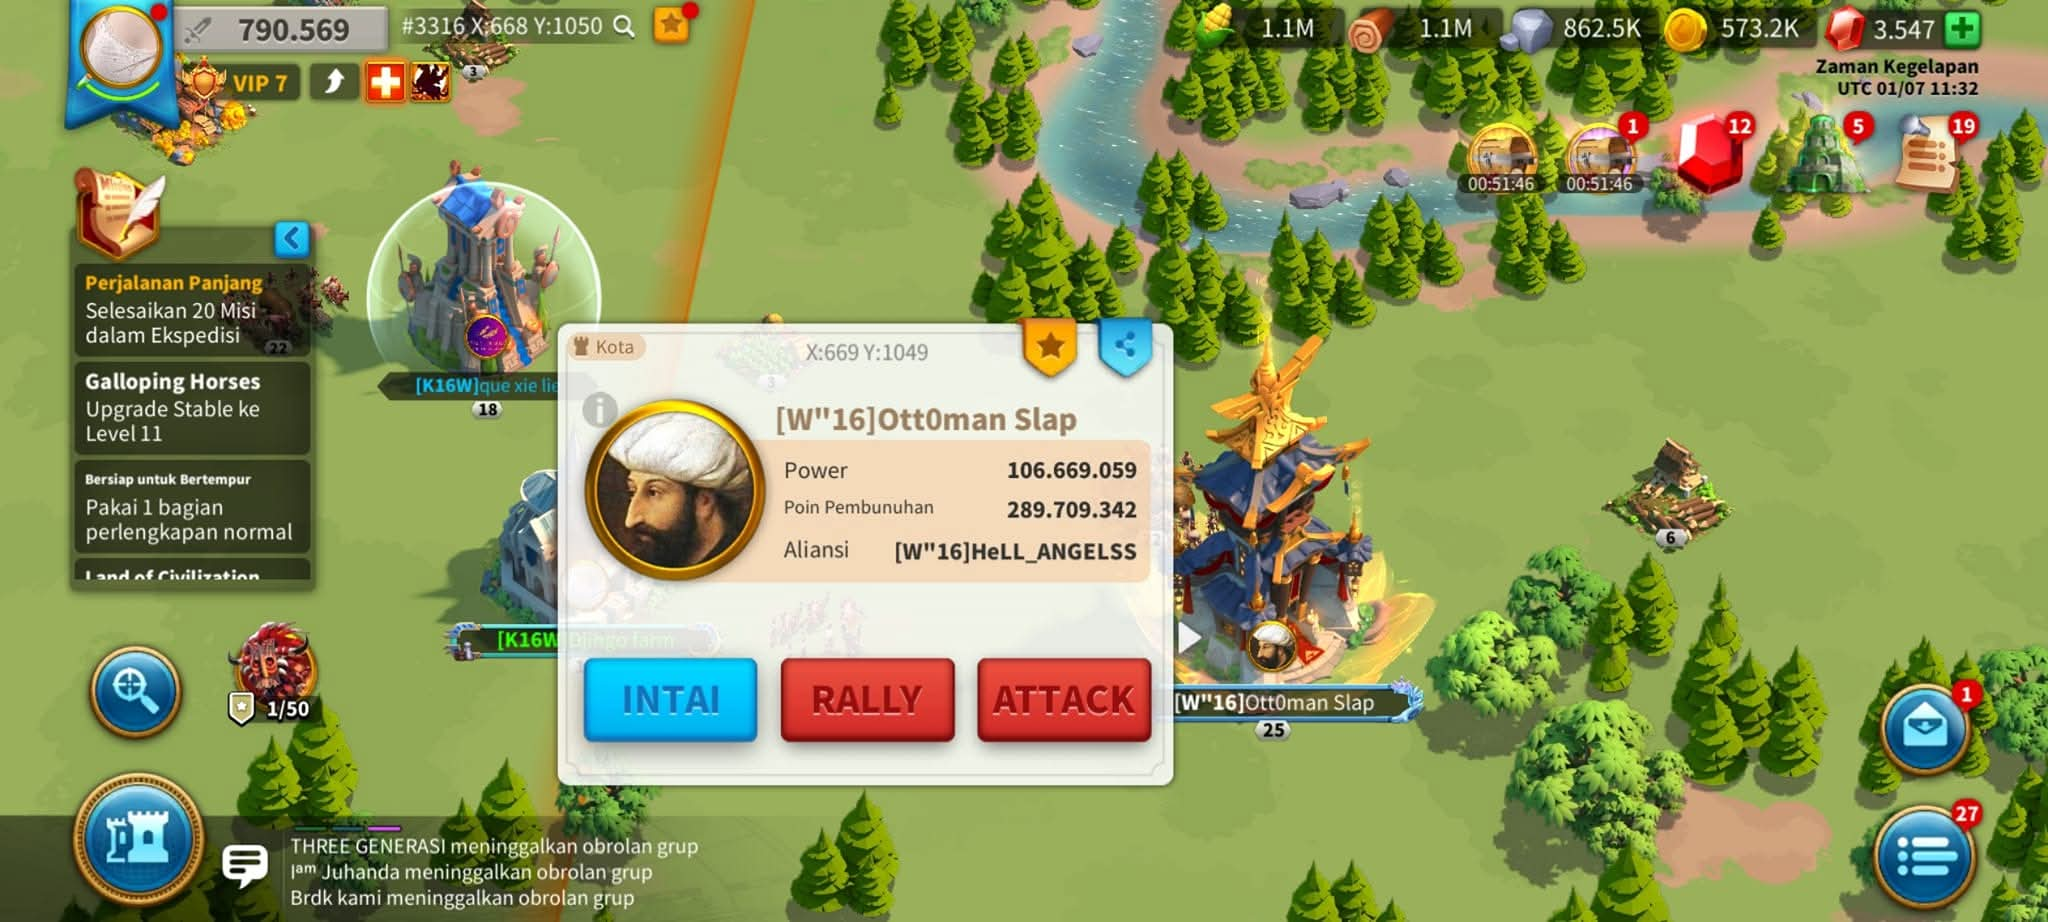 790.569
#3316 X:668 Y:1050
1.1M
1.1M
862.5K
573.2K
3.547
VIP 7
3
Zaman Kegelapan
UTC 01/07 11:32
1
12
5
19
00:51:46
00:51:46
Perjalanan Panjang
Selesaikan 20 Misi
dalam Ekspedisi
22
Galloping Horses
Upgrade Stable ke
Level 11
Bersiap untuk Bertempur
Pakai 1 bagian
perlengkapan normal
Land of Civilization
1/50
[K16W]que xie lie
18
[K16W]Django farm
Kota
X:669 Y:1049
3
[W"16]Ott0man Slap
Power
106.669.059
Poin Pembunuhan
289.709.342
Aliansi
[W"16]HeLL_ANGELSS
INTAI
RALLY
ATTACK
[W"16]Ott0man Slap
25
6
1
27
THREE GENERASI meninggalkan obrolan grup
Iᵃᵐ Juhanda meninggalkan obrolan grup
Brdk kami meninggalkan obrolan grup